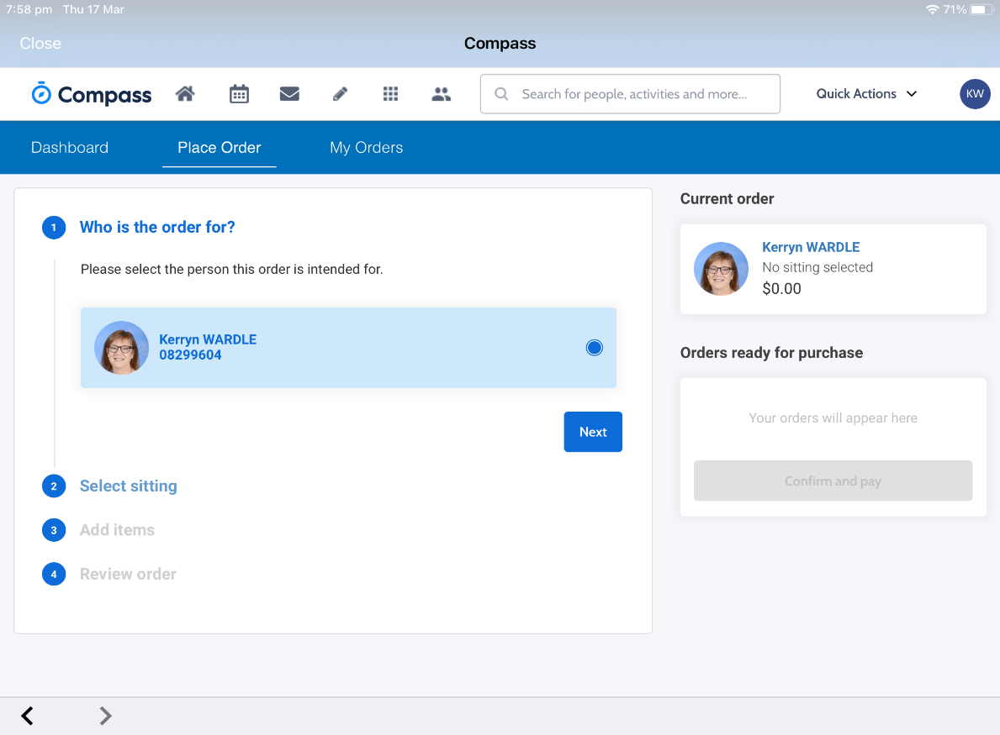 7:58 pm Thu 17 Mar 71%
Close Compass
Compass Search for people, activities and more... Quick Actions KW
Dashboard Place Order My Orders
1 Who is the order for?
Please select the person this order is intended for.
Kerryn WARDLE
08299604
Next
2 Select sitting
3 Add items
4 Review order
Current order
Kerryn WARDLE
No sitting selected
$0.00
Orders ready for purchase
Your orders will appear here
Confirm and pay